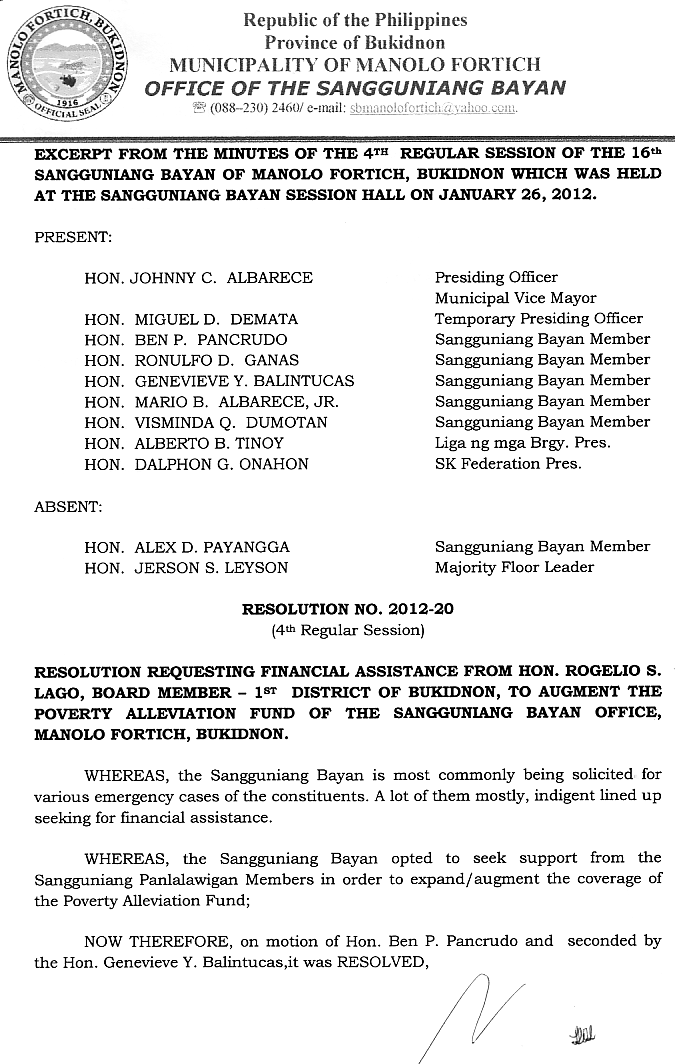 MANOLO FORTICH, BUKIDNON
1916
OFFICIAL SEAL
Republic of the Philippines
Province of Bukidnon
MUNICIPALITY OF MANOLO FORTICH
OFFICE OF THE SANGGUNIANG BAYAN
☏ (088–230) 2460/ e-mail: sbmanolofortich@yahoo.com.
EXCERPT FROM THE MINUTES OF THE 4TH REGULAR SESSION OF THE 16th
SANGGUNIANG BAYAN OF MANOLO FORTICH, BUKIDNON WHICH WAS HELD
AT THE SANGGUNIANG BAYAN SESSION HALL ON JANUARY 26, 2012.
PRESENT:
HON. JOHNNY C. ALBARECE Presiding Officer
Municipal Vice Mayor
HON. MIGUEL D. DEMATA Temporary Presiding Officer
HON. BEN P. PANCRUDO Sangguniang Bayan Member
HON. RONULFO D. GANAS Sangguniang Bayan Member
HON. GENEVIEVE Y. BALINTUCAS Sangguniang Bayan Member
HON. MARIO B. ALBARECE, JR. Sangguniang Bayan Member
HON. VISMINDA Q. DUMOTAN Sangguniang Bayan Member
HON. ALBERTO B. TINOY Liga ng mga Brgy. Pres.
HON. DALPHON G. ONAHON SK Federation Pres.
ABSENT:
HON. ALEX D. PAYANGGA Sangguniang Bayan Member
HON. JERSON S. LEYSON Majority Floor Leader
RESOLUTION NO. 2012-20
(4th Regular Session)
RESOLUTION REQUESTING FINANCIAL ASSISTANCE FROM HON. ROGELIO S.
LAGO, BOARD MEMBER – 1ST DISTRICT OF BUKIDNON, TO AUGMENT THE
POVERTY ALLEVIATION FUND OF THE SANGGUNIANG BAYAN OFFICE,
MANOLO FORTICH, BUKIDNON.
WHEREAS, the Sangguniang Bayan is most commonly being solicited for
various emergency cases of the constituents. A lot of them mostly, indigent lined up
seeking for financial assistance.
WHEREAS, the Sangguniang Bayan opted to seek support from the
Sangguniang Panlalawigan Members in order to expand/augment the coverage of
the Poverty Alleviation Fund;
NOW THEREFORE, on motion of Hon. Ben P. Pancrudo and seconded by
the Hon. Genevieve Y. Balintucas,it was RESOLVED,